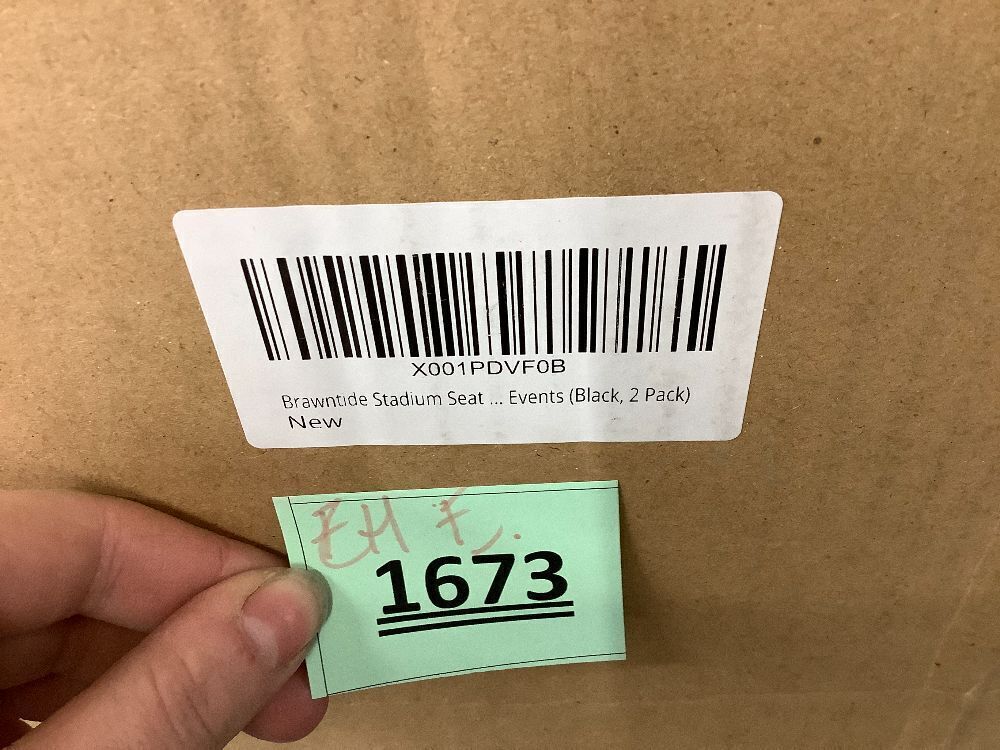 X001PDVF0B
Brawntide Stadium Seat ... Events (Black, 2 Pack)
New
1673